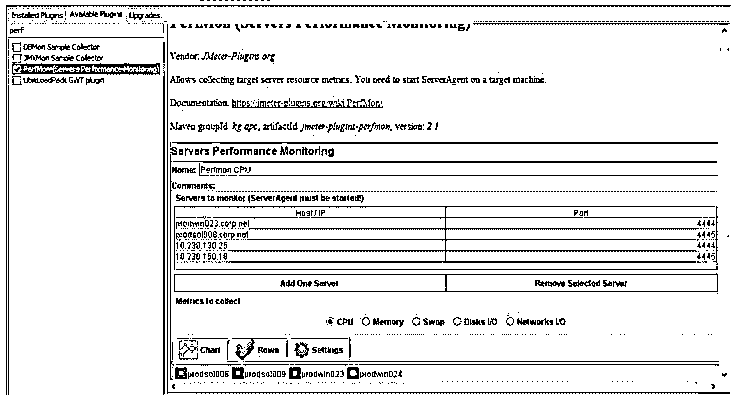 Installed Plugins Available Plugins Upgrades
perf
DBMon Sample Collector
JMXMon Sample Collector
PerfMon (Servers Performance Monitoring)
UbikLoadPack GWT plugin
PerfMon (Servers Performance Monitoring)
Vendor: JMeter-Plugins.org
Allows collecting target server resource metrics. You need to start ServerAgent on a target machine.
Documentation: https://jmeter-plugins.org/wiki/PerfMon/
Maven groupId: kg.apc, artifactId: jmeter-plugins-perfmon, version: 2.1
Servers Performance Monitoring
Name: Perfmon CPU
Comments:
Servers to monitor (ServerAgent must be started!)
Host / IP Port
prodwin023.corp.net 4444
prodsol008.corp.net 4445
10.230.130.25 4444
10.230.150.18 4445
Add One Server Remove Selected Server
Metrics to collect
CPU Memory Swap Disks I/O Networks I/O
Chart Rows Settings
prodsol008 prodsol009 prodwin023 prodwin024